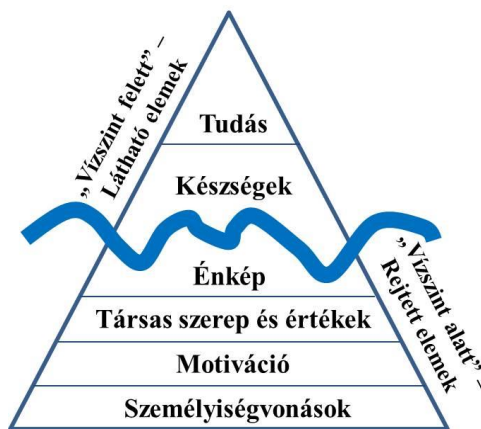 „Vízszint felett” –
Látható elemek
Tudás
Készségek
Énkép
Társas szerep és értékek
Motiváció
Személyiségvonások
„Vízszint alatt” –
Rejtett elemek